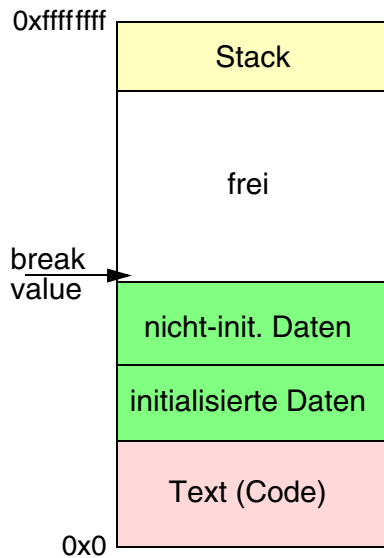 0xffffffff
Stack
frei
break
value
nicht-init. Daten
initialisierte Daten
Text (Code)
0x0